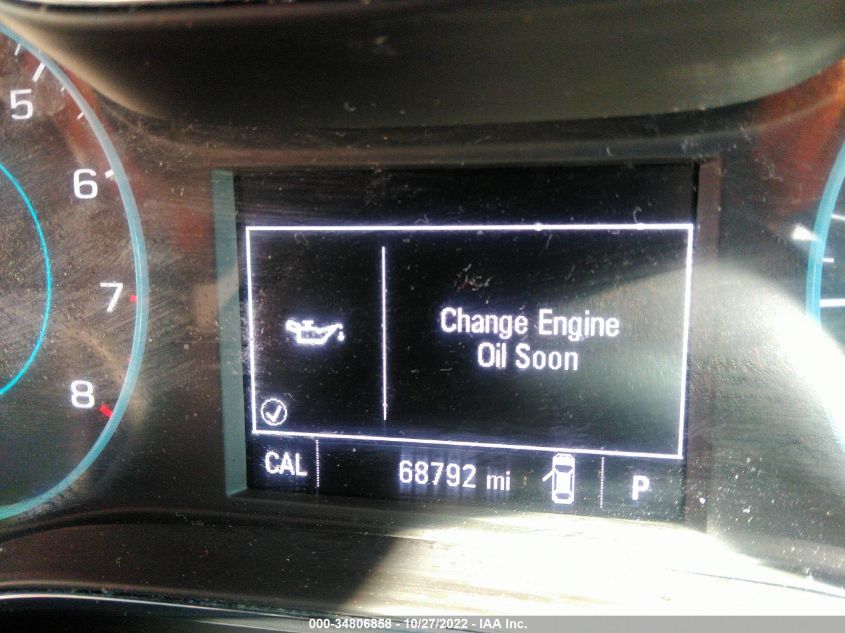 5
6
7
8
Change Engine
Oil Soon
CAL 68792 mi P
000-34806858 - 10/27/2022 - IAA Inc.